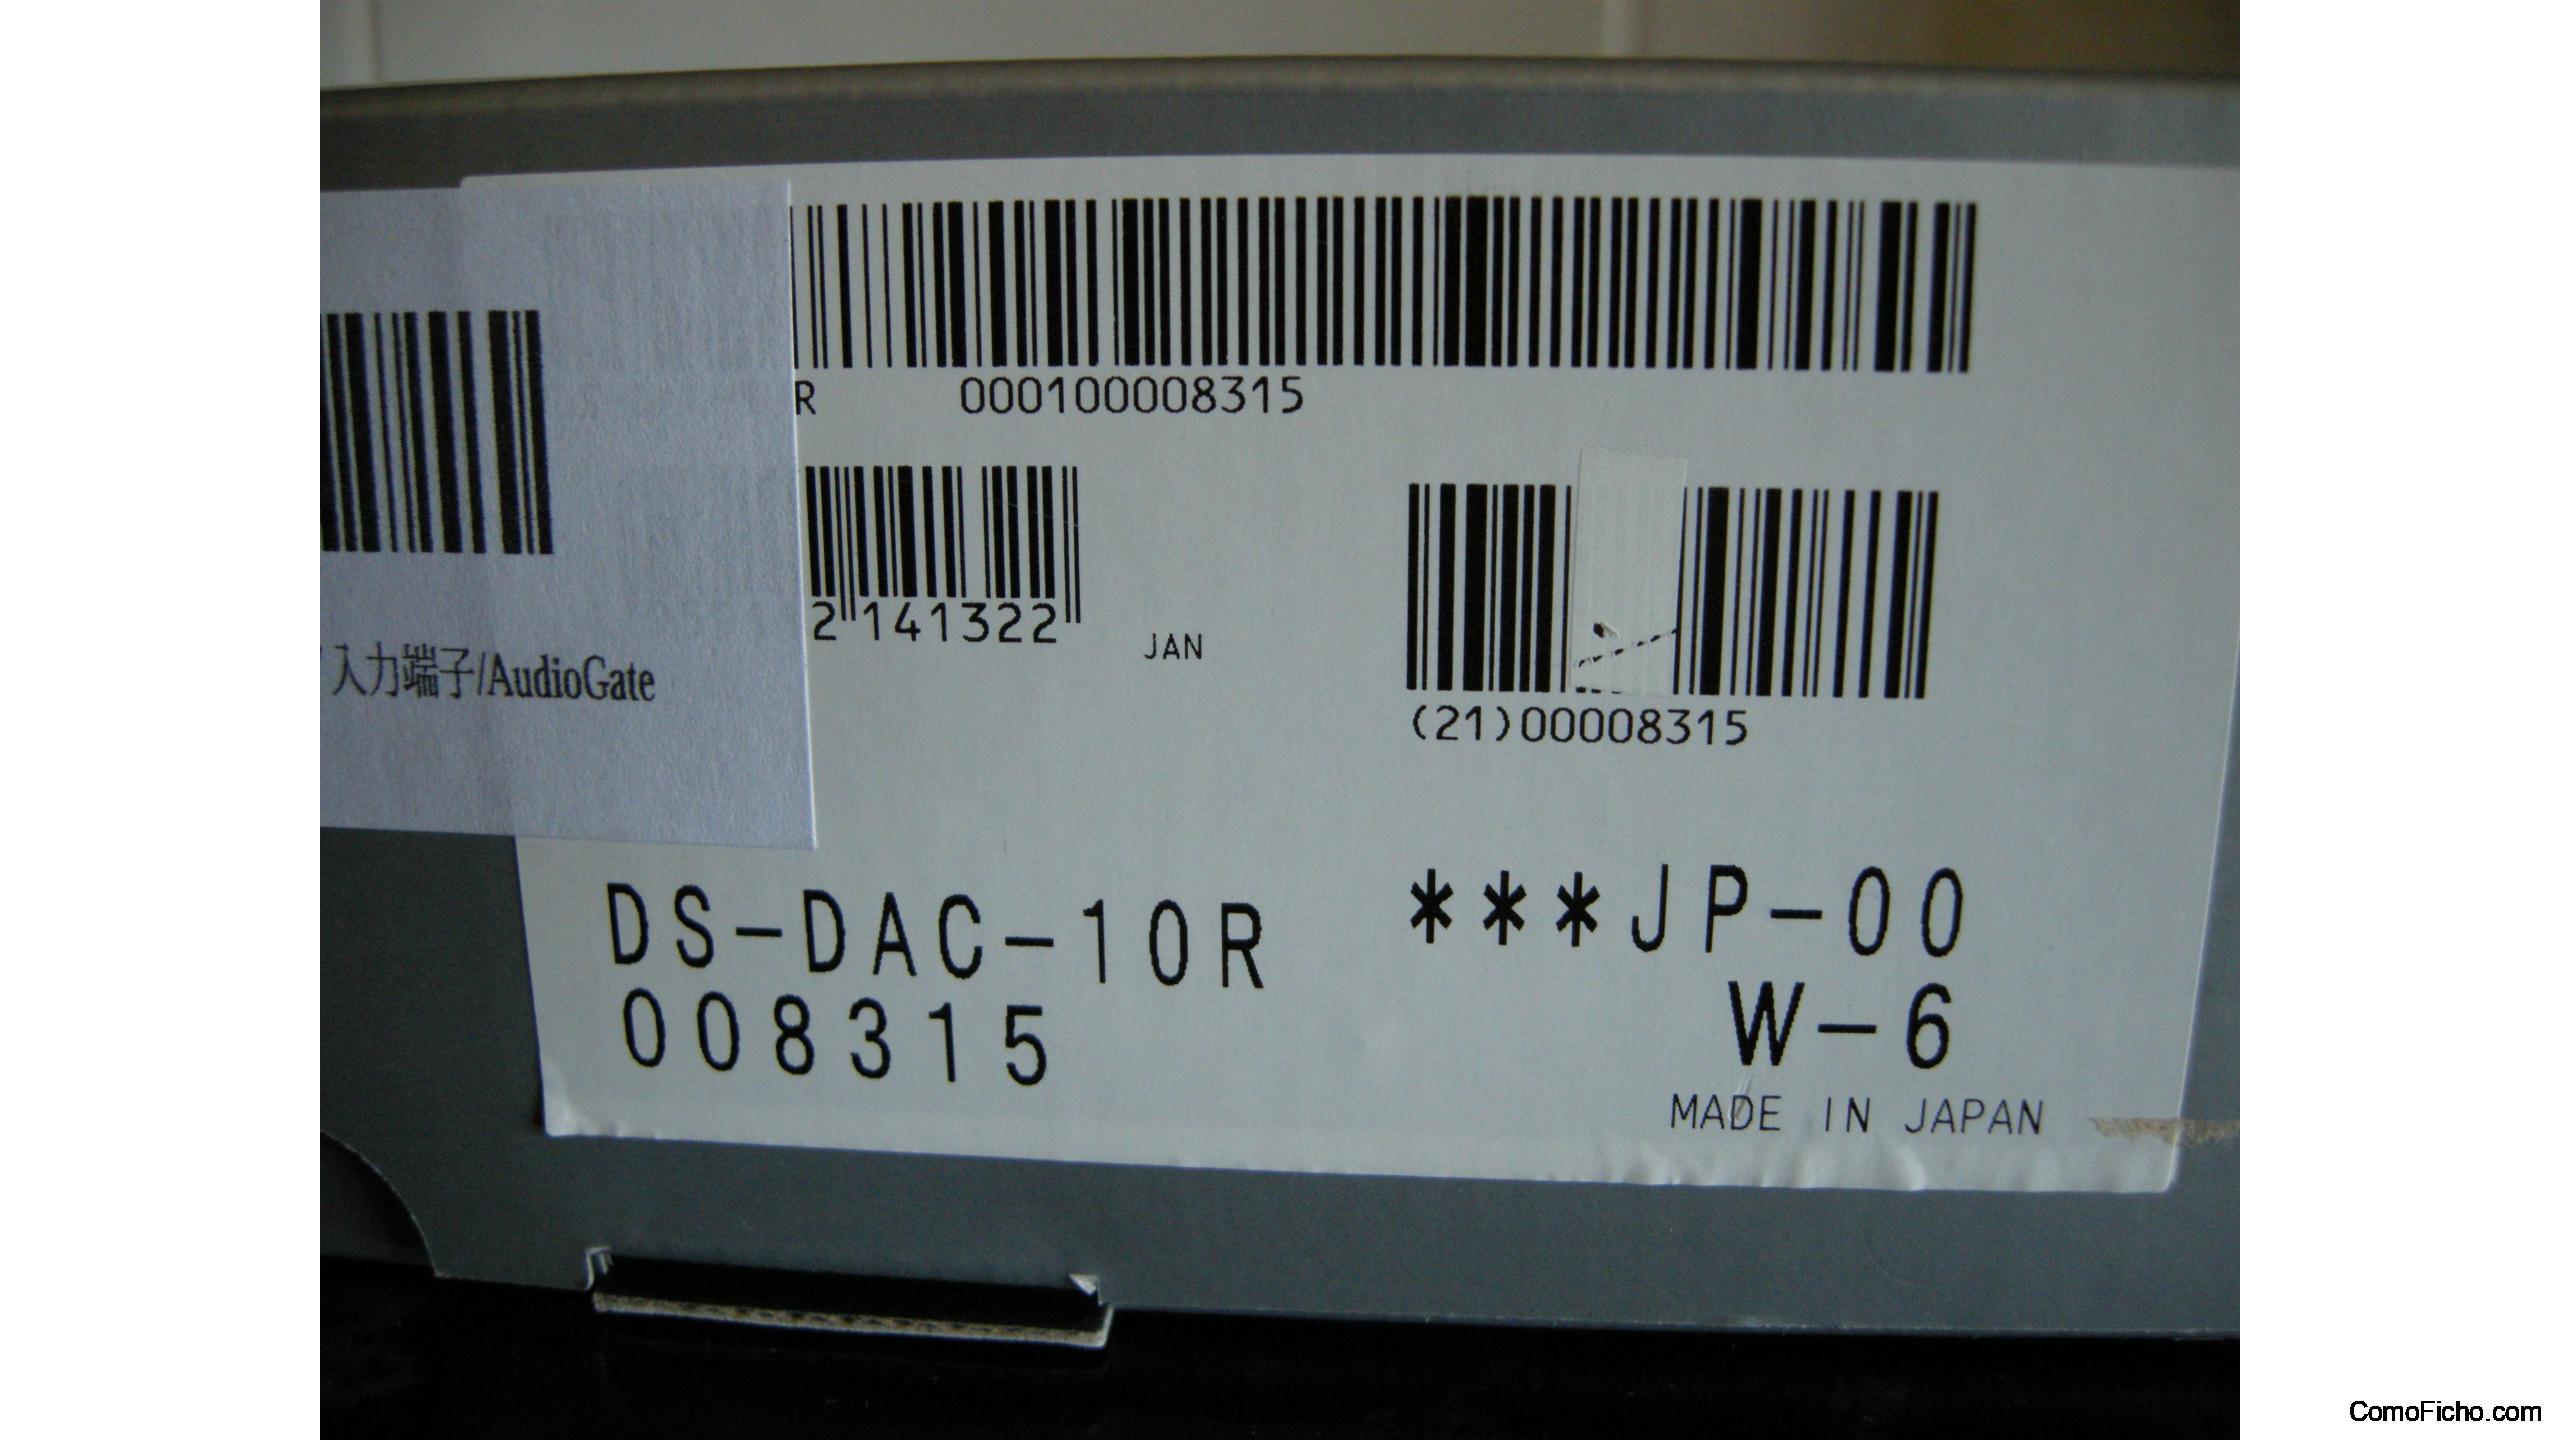 R 000100008315
2 141322
JAN
入力端子/AudioGate
(21)00008315
DS-DAC-10R ***JP-00
008315 W-6
MADE IN JAPAN
ComoFicho.com